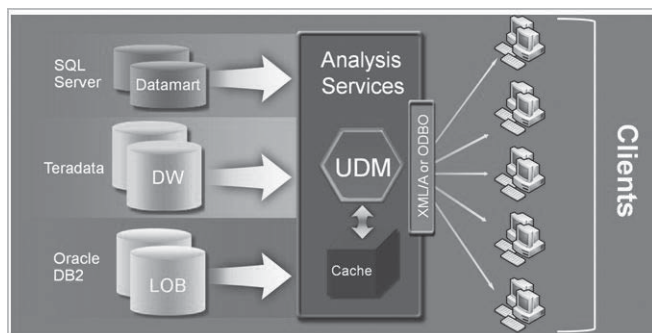 SQL
Server
Datamart
Teradata
DW
Oracle
DB2
LOB
Analysis
Services
UDM
Cache
XML/A or ODBO
Clients